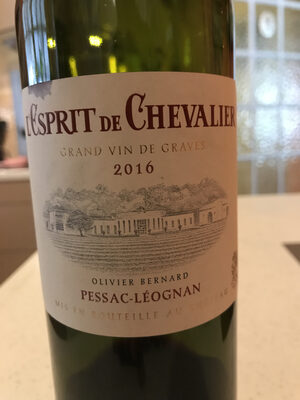 L'ESPRIT DE CHEVALIER
GRAND VIN DE GRAVES
2016
OLIVIER BERNARD
PESSAC-LÉOGNAN
MIS EN BOUTEILLE AU CHÂTEAU